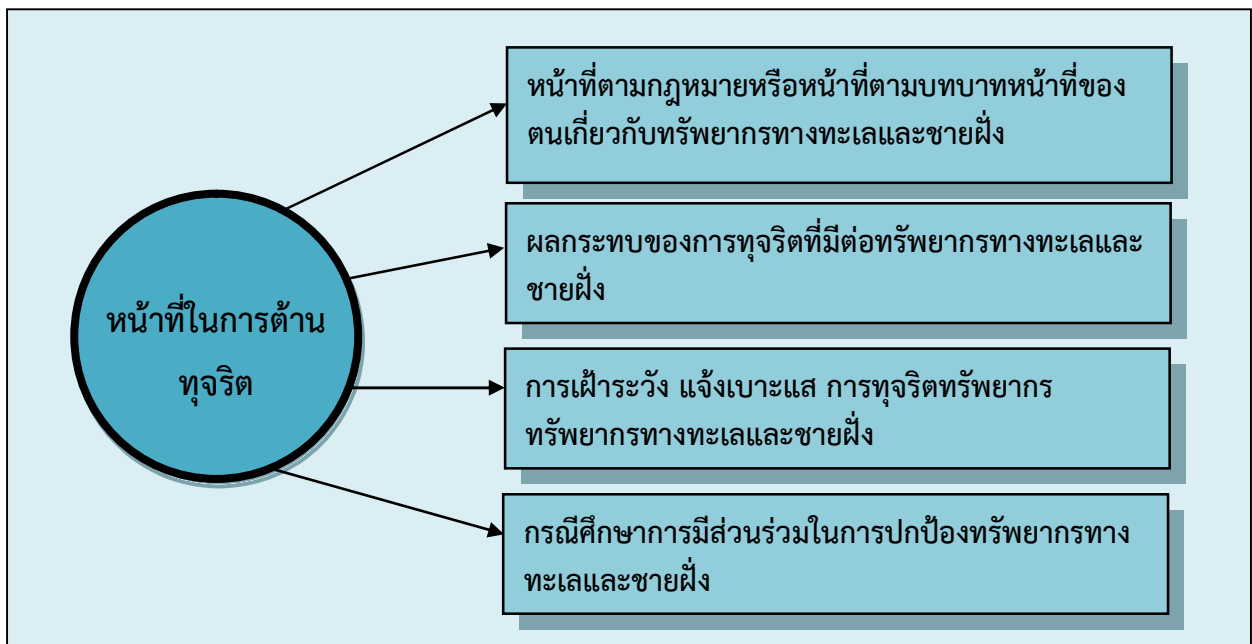 หน้าที่ตามกฎหมายหรือหน้าที่ตามบทบาทหน้าที่ของ
ตนเกี่ยวกับทรัพยากรทางทะเลและชายฝั่ง
ผลกระทบของการทุจริตที่มีต่อทรัพยากรทางทะเลและ
ชายฝั่ง
หน้าที่ในการต้าน
ทุจริต
การเฝ้าระวัง แจ้งเบาะแส การทุจริตทรัพยากร
ทรัพยากรทางทะเลและชายฝั่ง
กรณีศึกษาการมีส่วนร่วมในการปกป้องทรัพยากรทาง
ทะเลและชายฝั่ง